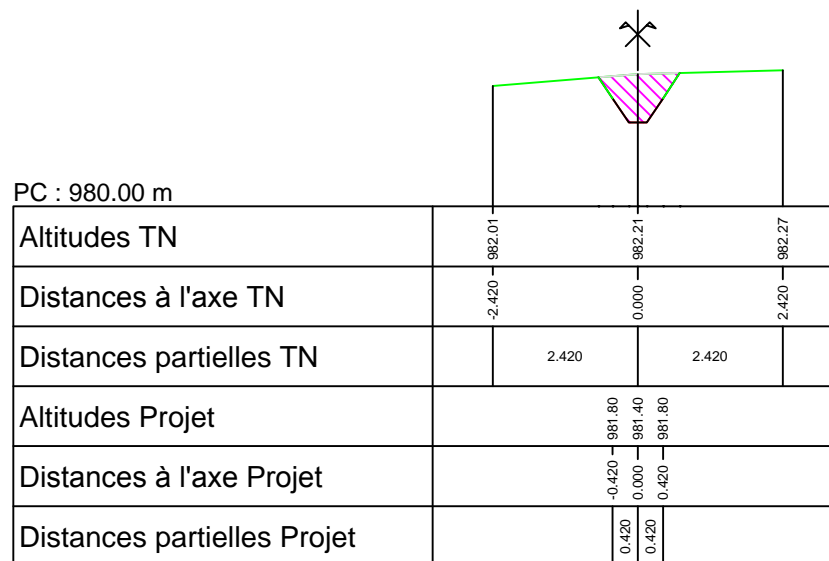 PC : 980.00 m
Altitudes TN 982.01 982.21 982.27
Distances à l'axe TN -2.420 0.000 2.420
Distances partielles TN 2.420 2.420
Altitudes Projet 981.80 981.40 981.80
Distances à l'axe Projet -0.420 0.000 0.420
Distances partielles Projet 0.420 0.420